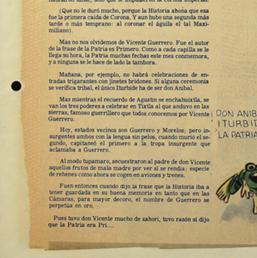 (Que no le duró mucho, porque la Historia ahora que
fue la primera caída de Corona. Y aun hubo una segunda más
tarde o más temprano: al coronar el águila el tal Maxi-
miliano).
Mas no nos olvidemos de Vicente Guerrero. Fue el autor
de la frase de la Patria es Primero. Como a cada capilla se le
llega su hora, la Patria muchas fechas este mes conmemora,
y a ninguna se le hace de lado la tambora.
Mañana, por ejemplo, no habrá celebraciones de en-
tradas trigarantes con jinetes bridones. Si alguna ceremonia
se verifica tribal, el único Iturbide ha de ser don Aníbal.
Mas mientras el recuerdo de Agustín se enchahuixtla, se
van los tres poderes a celebrar en Tixtla al que anduvo en las
sierras, famoso guerrillero que todos conocemos por Vicente
Guerrero.
Hoy, estados vecinos son Guerrero y Morelos; pero in-
surgentes ambos con la lengua sin pelos, cuando murió el se-
gundo, capitaneó el primero a la tropa insurgente que
aclamaba a Guerrero.
Al modo tupamaro, secuestraron al padre de don Vicente
aquellos frutos de mala madre por ver si se rendía: especie
de rehenes como ahora se cogen en aviones y trenes.
Fue entonces cuando dijo la frase que la Historia iba a
tener guardada en su buena memoria en tanto que en las
Cámaras, para mayor decoro, el nombre de Guerrero se
perpetúa en oro.
Pues tuvo don Vicente mucho de zahorí, tuvo razón si dijo
que la Patria era Pri....
DON ANIB
ITURBID
LA PATRIA